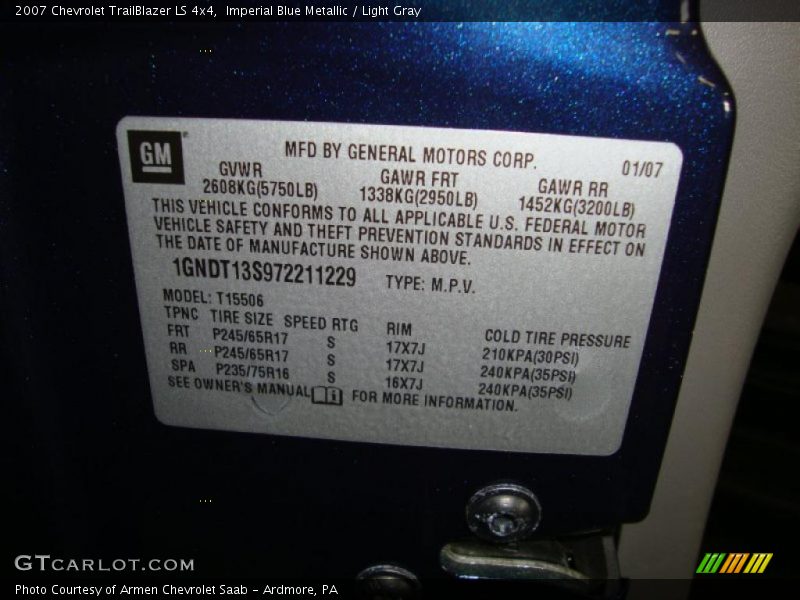 2007 Chevrolet TrailBlazer LS 4x4,  Imperial Blue Metallic / Light Gray
GM
MFD BY GENERAL MOTORS CORP.
01/07
GVWR GAWR FRT GAWR RR
2608KG(5750LB) 1338KG(2950LB) 1452KG(3200LB)
THIS VEHICLE CONFORMS TO ALL APPLICABLE U.S. FEDERAL MOTOR
VEHICLE SAFETY AND THEFT PREVENTION STANDARDS IN EFFECT ON
THE DATE OF MANUFACTURE SHOWN ABOVE.
1GNDT13S972211229 TYPE: M.P.V.
MODEL: T15506
TPNC TIRE SIZE SPEED RTG RIM COLD TIRE PRESSURE
FRT P245/65R17 S 17X7J 210KPA(30PSI)
RR P245/65R17 S 17X7J 240KPA(35PSI)
SPA P235/75R16 S 16X7J 240KPA(35PSI)
SEE OWNER'S MANUAL FOR MORE INFORMATION.
GTCARLOT.COM
Photo Courtesy of Armen Chevrolet Saab - Ardmore, PA